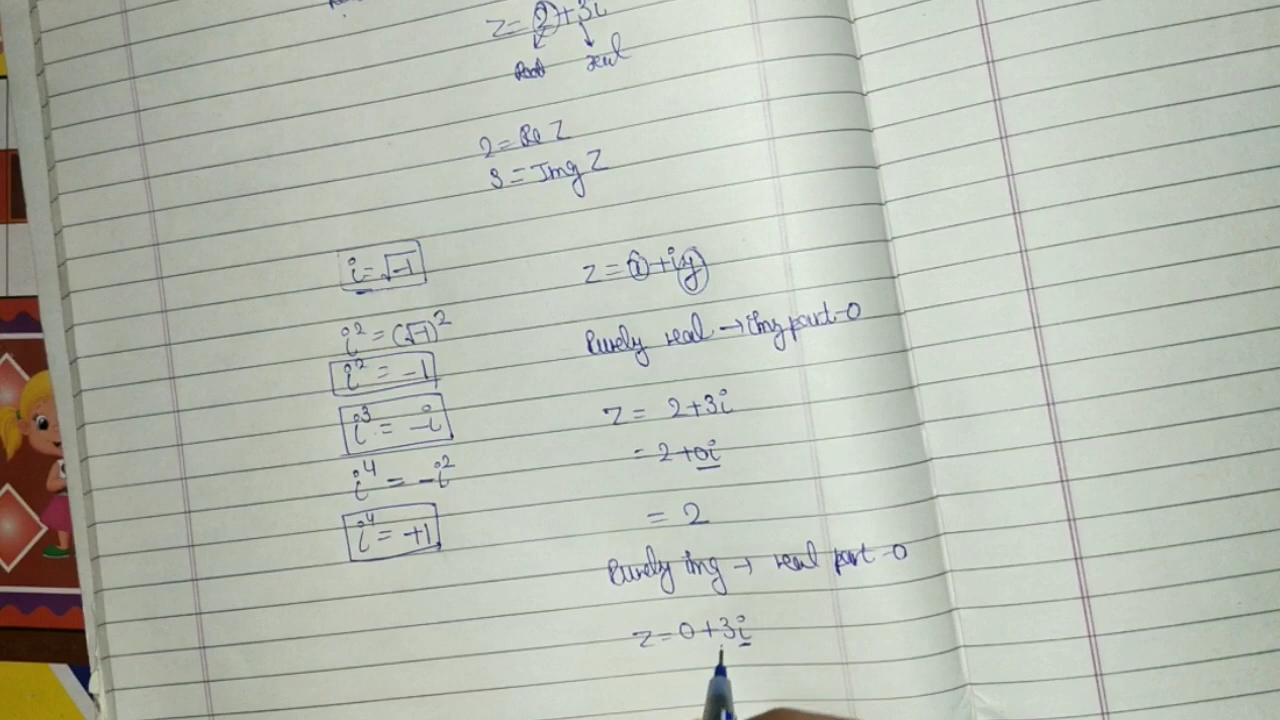 z = 2 + 3i
real
2 = Re Z
3 = Img Z
i = √-1
z = x + iy
i² = (√-1)²
Purely real → img part - 0
i² = -1
z = 2 + 3i
i³ = -i
= 2 + 0i
i⁴ = -i²
= 2
i⁴ = +1
Purely img → real part - 0
z = 0 + 3i